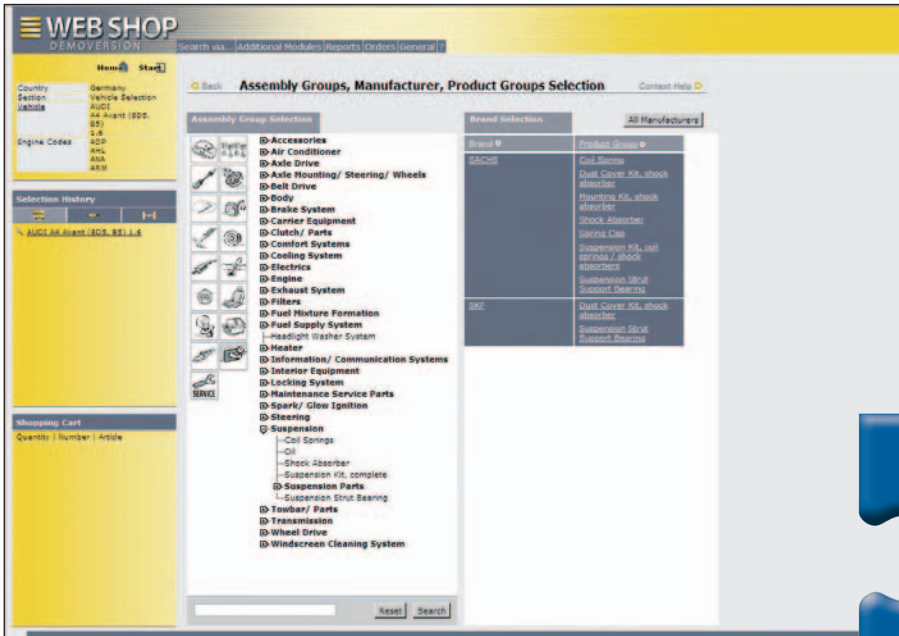 WEB SHOP
DEMOVERSION
Search via... Additional Modules Reports Orders General ?
Home Start
Country Germany
Section Vehicle Selection
Vehicle AUDI
A4 Avant (8D5,
B5)
1.6
Engine Codes ADP
AHL
ANA
ARM
Selection History
AUDI A4 Avant (8D5, B5) 1.6
Shopping Cart
Quantity | Number | Article
Back Assembly Groups, Manufacturer, Product Groups Selection Context Help
Assembly Group Selection
SERVICE
Accessories
Air Conditioner
Axle Drive
Axle Mounting/ Steering/ Wheels
Belt Drive
Body
Brake System
Carrier Equipment
Clutch/ Parts
Comfort Systems
Cooling System
Electrics
Engine
Exhaust System
Filters
Fuel Mixture Formation
Fuel Supply System
Headlight Washer System
Heater
Information/ Communication Systems
Interior Equipment
Locking System
Maintenance Service Parts
Spark/ Glow Ignition
Steering
Suspension
Coil Springs
Oil
Shock Absorber
Suspension Kit, complete
Suspension Parts
Suspension Strut Bearing
Towbar/ Parts
Transmission
Wheel Drive
Windscreen Cleaning System
Reset Search
Brand Selection All Manufacturers
Brand Product Group
SACHS Coil Spring
Dust Cover Kit, shock
absorber
Mounting Kit, shock
absorber
Shock Absorber
Spring Cap
Suspension Kit, coil
springs / shock
absorbers
Suspension Strut
Support Bearing
SKF Dust Cover Kit, shock
absorber
Suspension Strut
Support Bearing